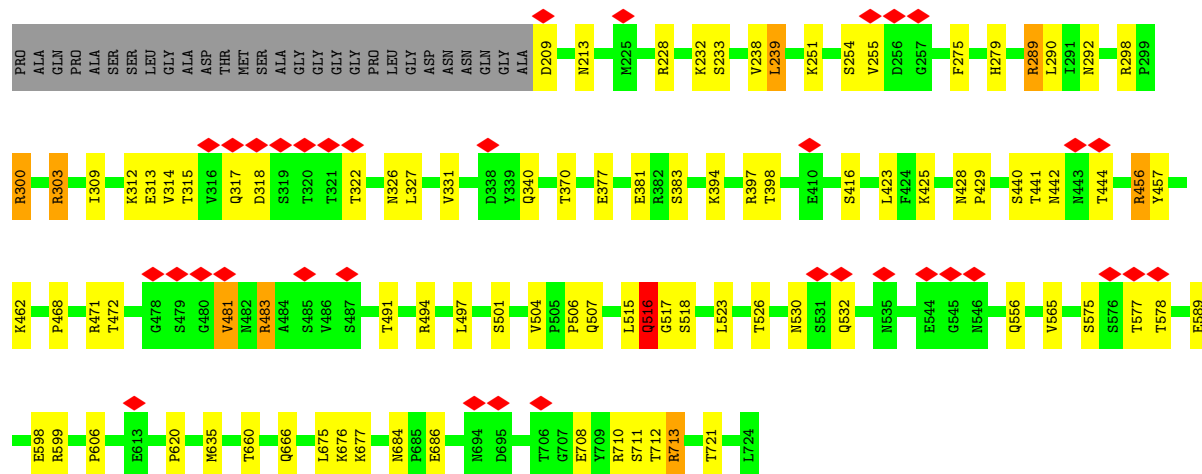 PRO ALA GLN PRO ALA SER SER LEU GLY ALA ASP THR MET SER ALA GLY GLY GLY GLY PRO LEU GLY ASP ASN ASN GLN GLY ALA D209 N213 M225 R228 K232 S233 V238 L239 K251 S254 V255 D256 G257 F275 H279 R289 L290 I291 N292 R298 P299
R300 R303 I309 K312 E313 V314 T315 V316 Q317 D318 S319 T320 T321 T322 N326 L327 V331 D338 Y339 Q340 T370 E377 E381 R382 S383 K394 R397 T398 E410 S416 L423 F424 K425 N428 P429 S440 T441 N442 N443 T444 R456 Y457
K462 P468 R471 T472 G478 S479 G480 V481 N482 R483 A484 S485 V486 S487 T491 R494 L497 S501 V504 P505 P506 Q507 L515 Q516 G517 S518 L523 T526 N530 S531 Q532 N535 E544 G545 N546 Q556 V565 S575 S576 T577 T578 E589
E598 R599 P606 E613 P620 M635 T660 Q666 L675 K676 K677 N684 P685 E686 N694 D695 T706 G707 E708 Y709 R710 S711 T712 R713 T721 L724